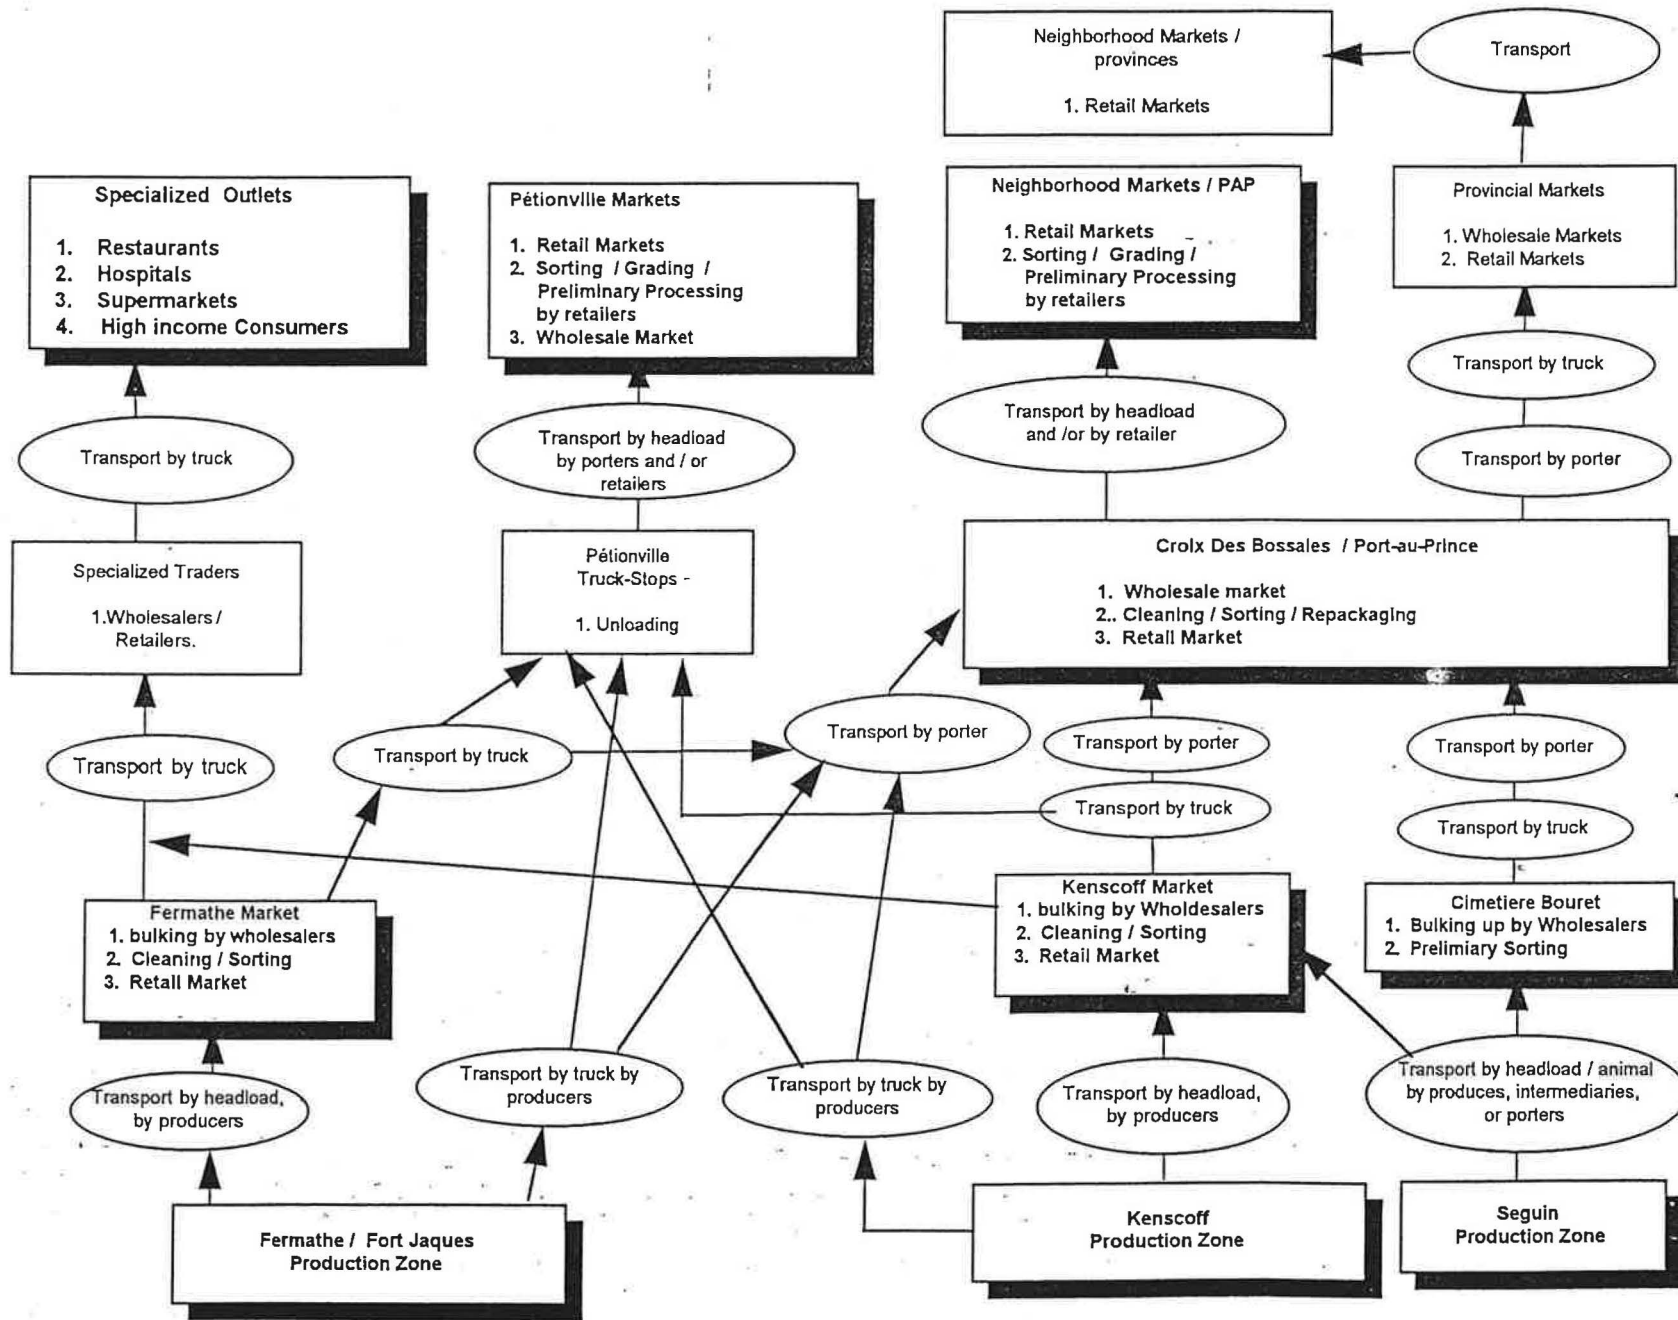 Neighborhood Markets /
provinces
1. Retail Markets
Transport
Specialized Outlets
1. Restaurants
2. Hospitals
3. Supermarkets
4. High income Consumers
Pétionville Markets
1. Retail Markets
2. Sorting / Grading /
Preliminary Processing
by retailers
3. Wholesale Market
Neighborhood Markets / PAP
1. Retail Markets
2. Sorting / Grading /
Preliminary Processing
by retailers
Provincial Markets
1. Wholesale Markets
2. Retail Markets
Transport by truck
Transport by headload
by porters and / or
retailers
Transport by headload
and /or by retailer
Transport by truck
Transport by porter
Specialized Traders
1.Wholesalers /
Retailers.
Pétionville
Truck-Stops -
1. Unloading
Croix Des Bossales / Port-au-Prince
1. Wholesale market
2.. Cleaning / Sorting / Repackaging
3. Retail Market
Transport by truck
Transport by truck
Transport by porter
Transport by porter
Transport by truck
Transport by porter
Transport by truck
Fermathe Market
1. bulking by wholesalers
2. Cleaning / Sorting
3. Retail Market
Kenscoff Market
1. bulking by Wholdesalers
2. Cleaning / Sorting
3. Retail Market
Cimetiere Bouret
1. Bulking up by Wholesalers
2. Prelimiary Sorting
Transport by headload,
by producers
Transport by truck by
producers
Transport by truck by
producers
Transport by headload,
by producers
Transport by headload / animal
by produces, intermediaries,
or porters
Fermathe / Fort Jaques
Production Zone
Kenscoff
Production Zone
Seguin
Production Zone